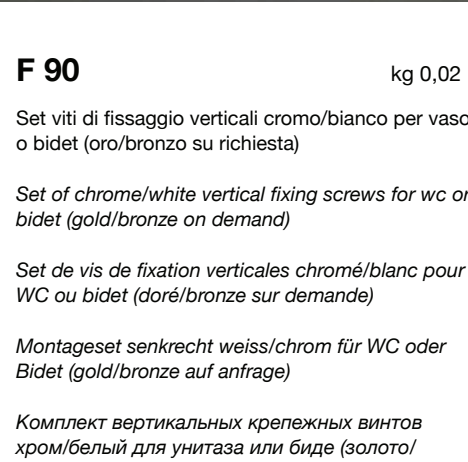 F 90 kg 0,02
Set viti di fissaggio verticali cromo/bianco per vaso
o bidet (oro/bronzo su richiesta)
Set of chrome/white vertical fixing screws for wc or
bidet (gold/bronze on demand)
Set de vis de fixation verticales chromé/blanc pour
WC ou bidet (doré/bronze sur demande)
Montageset senkrecht weiss/chrom für WC oder
Bidet (gold/bronze auf anfrage)
Комплект вертикальных крепежных винтов
хром/белый для унитаза или биде (золото/